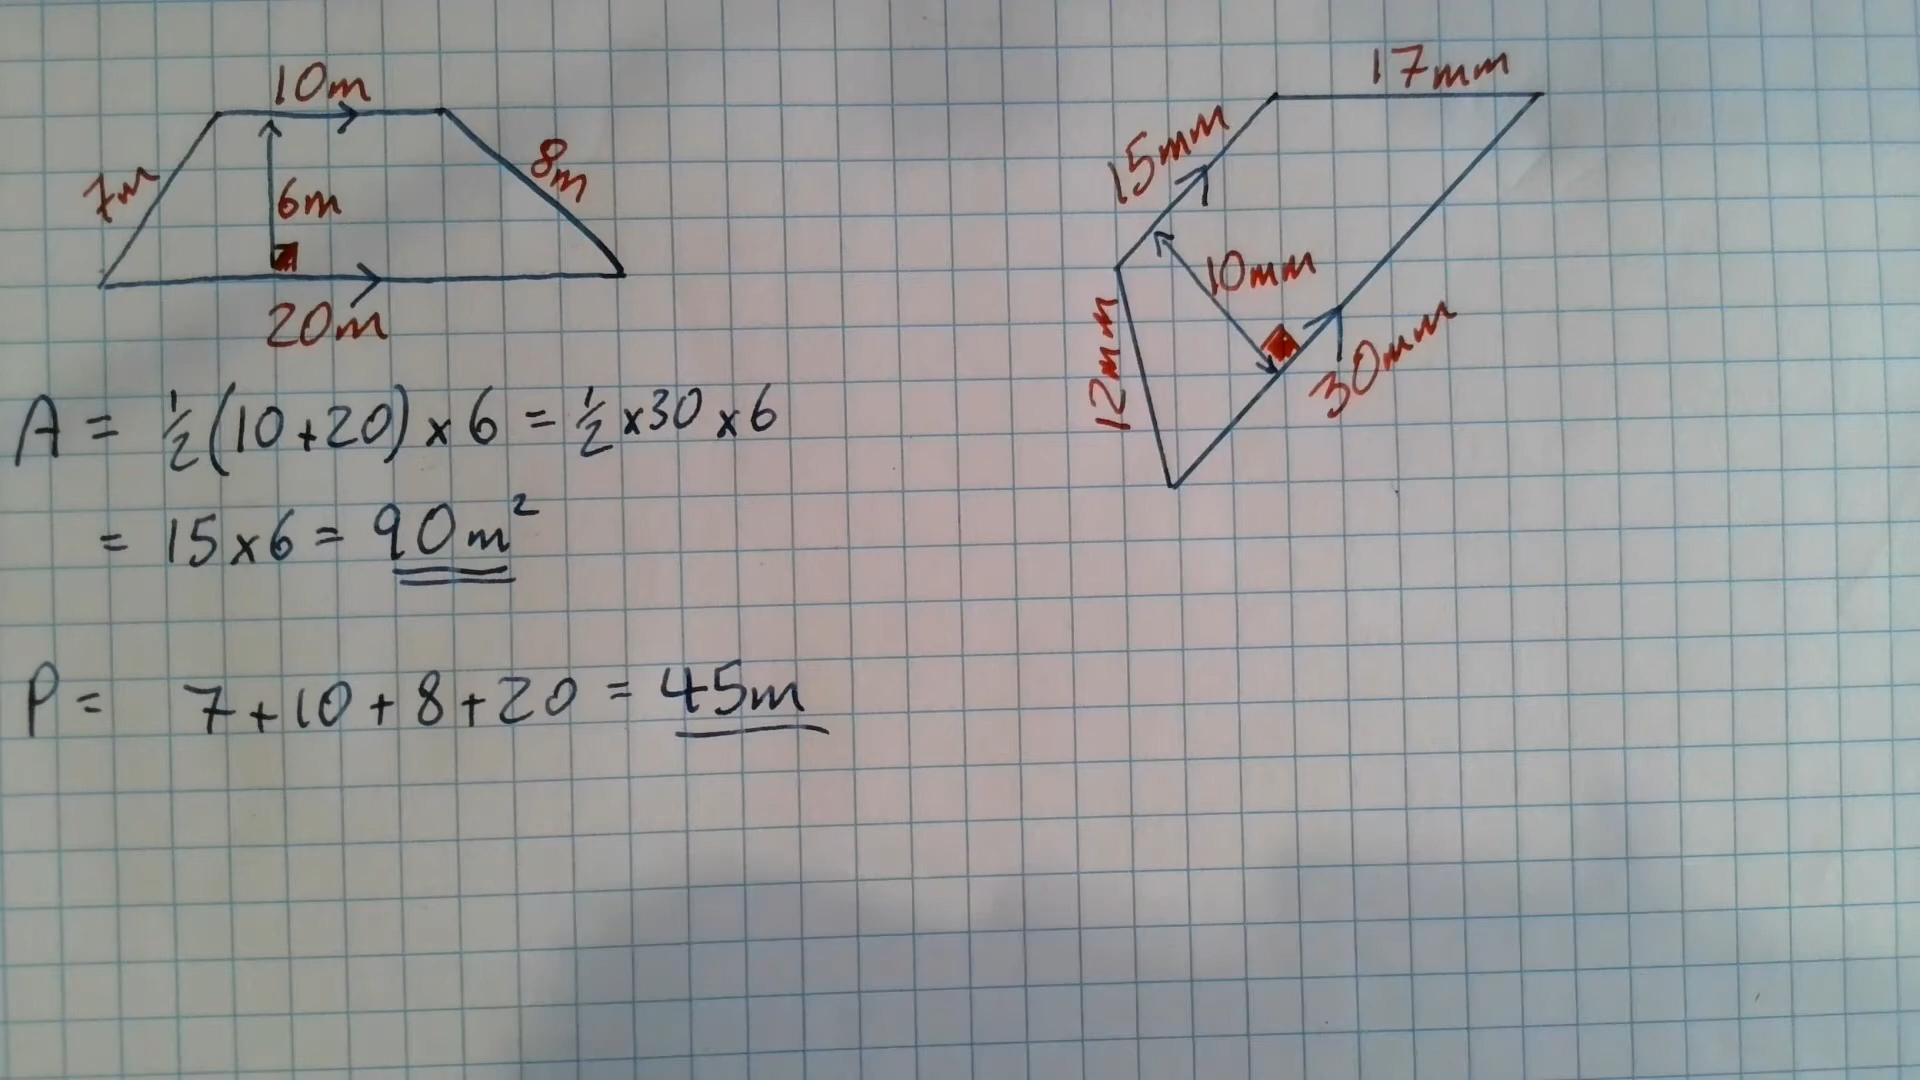 10m
7m
6m
8m
20m
A = ½(10+20) × 6 = ½ × 30 × 6
= 15 × 6 = 90m²
P = 7 + 10 + 8 + 20 = 45m
17mm
15mm
10mm
12mm
30mm